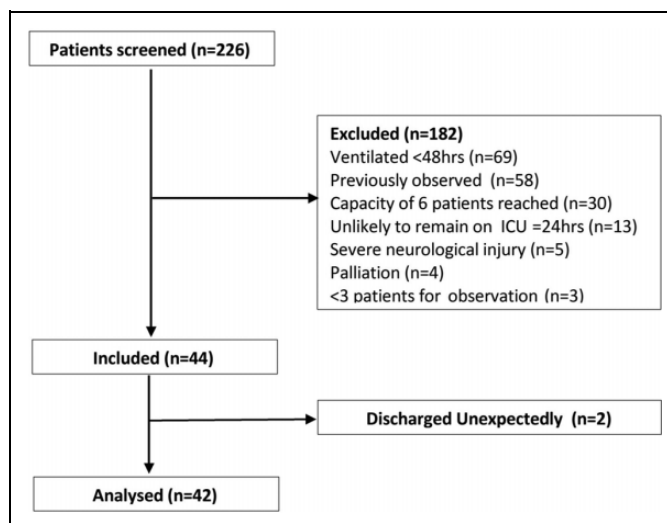 Patients screened (n=226)
Excluded (n=182)
Ventilated <48hrs (n=69)
Previously observed (n=58)
Capacity of 6 patients reached (n=30)
Unlikely to remain on ICU =24hrs (n=13)
Severe neurological injury (n=5)
Palliation (n=4)
<3 patients for observation (n=3)
Included (n=44)
Discharged Unexpectedly (n=2)
Analysed (n=42)